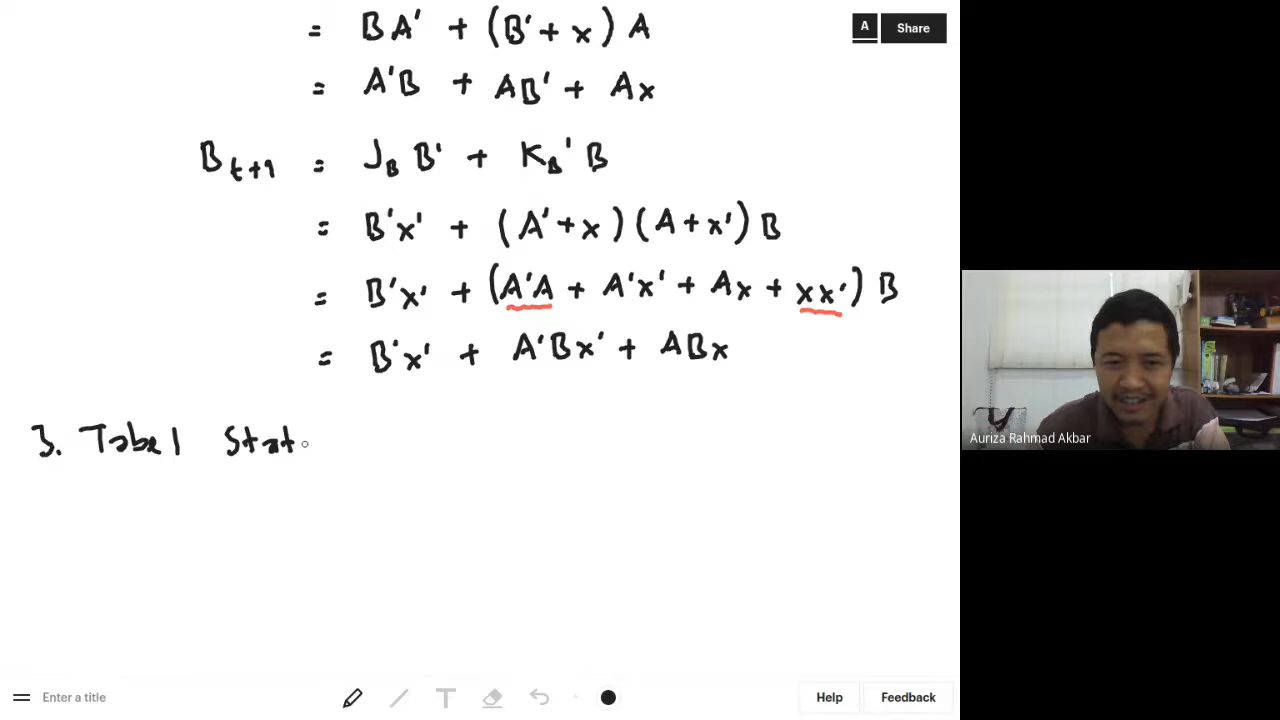 = BA' + (B' + x) A
= A'B + AB' + Ax
B_{t+1} = J_B B' + K_B' B
= B'x' + (A' + x)(A + x') B
= B'x' + (A'A + A'x' + Ax + xx') B
= B'x' + A'Bx' + ABx
3. Tabel Stat
A Share
Auriza Rahmad Akbar
Enter a title
T
Help
Feedback